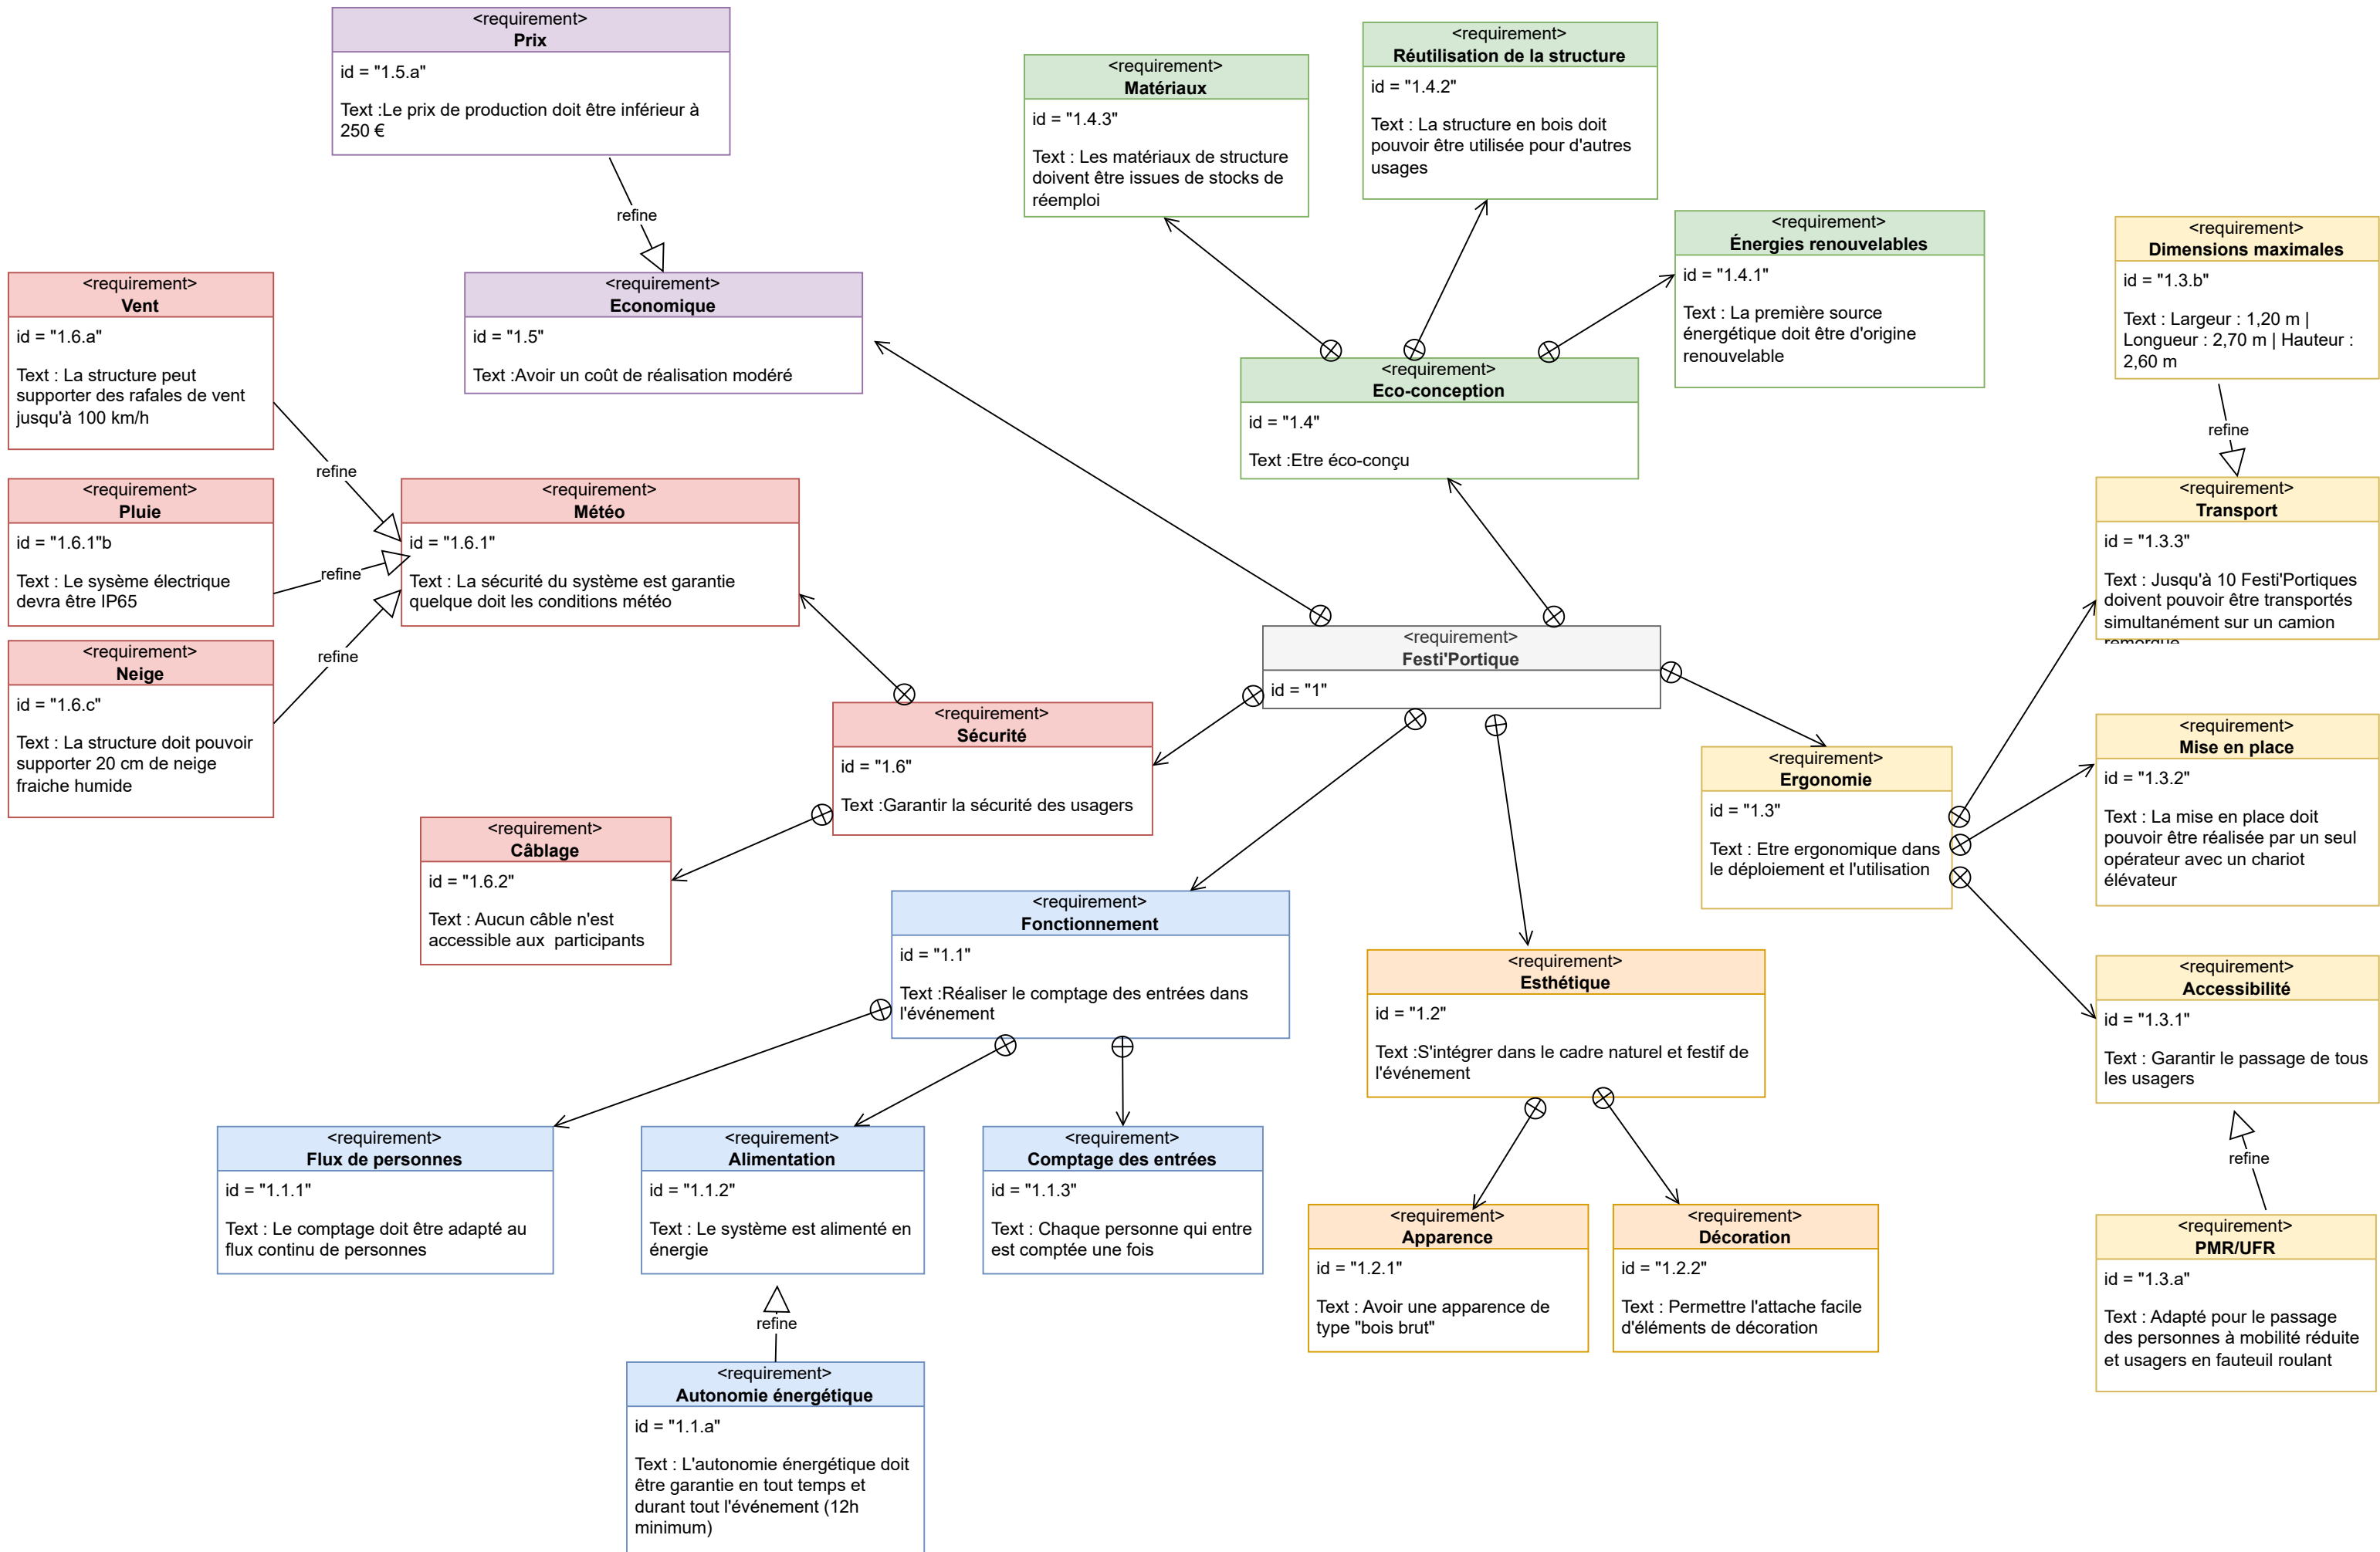 <requirement>
Prix
id = "1.5.a"
Text :Le prix de production doit être inférieur à
250 €
refine
<requirement>
Economique
id = "1.5"
Text :Avoir un coût de réalisation modéré
<requirement>
Matériaux
id = "1.4.3"
Text : Les matériaux de structure
doivent être issues de stocks de
réemploi
<requirement>
Réutilisation de la structure
id = "1.4.2"
Text : La structure en bois doit
pouvoir être utilisée pour d'autres
usages
<requirement>
Énergies renouvelables
id = "1.4.1"
Text : La première source
énergétique doit être d'origine
renouvelable
<requirement>
Eco-conception
id = "1.4"
Text :Etre éco-conçu
<requirement>
Dimensions maximales
id = "1.3.b"
Text : Largeur : 1,20 m |
Longueur : 2,70 m | Hauteur :
2,60 m
refine
<requirement>
Transport
id = "1.3.3"
Text : Jusqu'à 10 Festi'Portiques
doivent pouvoir être transportés
simultanément sur un camion
remorque
<requirement>
Vent
id = "1.6.a"
Text : La structure peut
supporter des rafales de vent
jusqu'à 100 km/h
refine
<requirement>
Pluie
id = "1.6.1"b
Text : Le sysème électrique
devra être IP65
refine
<requirement>
Neige
id = "1.6.c"
Text : La structure doit pouvoir
supporter 20 cm de neige
fraiche humide
refine
<requirement>
Météo
id = "1.6.1"
Text : La sécurité du système est garantie
quelque doit les conditions météo
<requirement>
Festi'Portique
id = "1"
<requirement>
Sécurité
id = "1.6"
Text :Garantir la sécurité des usagers
<requirement>
Câblage
id = "1.6.2"
Text : Aucun câble n'est
accessible aux  participants
<requirement>
Ergonomie
id = "1.3"
Text : Etre ergonomique dans
le déploiement et l'utilisation
<requirement>
Mise en place
id = "1.3.2"
Text : La mise en place doit
pouvoir être réalisée par un seul
opérateur avec un chariot
élévateur
<requirement>
Fonctionnement
id = "1.1"
Text :Réaliser le comptage des entrées dans
l'événement
<requirement>
Esthétique
id = "1.2"
Text :S'intégrer dans le cadre naturel et festif de
l'événement
<requirement>
Accessibilité
id = "1.3.1"
Text : Garantir le passage de tous
les usagers
refine
<requirement>
PMR/UFR
id = "1.3.a"
Text : Adapté pour le passage
des personnes à mobilité réduite
et usagers en fauteuil roulant
<requirement>
Flux de personnes
id = "1.1.1"
Text : Le comptage doit être adapté au
flux continu de personnes
<requirement>
Alimentation
id = "1.1.2"
Text : Le système est alimenté en
énergie
<requirement>
Comptage des entrées
id = "1.1.3"
Text : Chaque personne qui entre
est comptée une fois
<requirement>
Apparence
id = "1.2.1"
Text : Avoir une apparence de
type "bois brut"
<requirement>
Décoration
id = "1.2.2"
Text : Permettre l'attache facile
d'éléments de décoration
refine
<requirement>
Autonomie énergétique
id = "1.1.a"
Text : L'autonomie énergétique doit
être garantie en tout temps et
durant tout l'événement (12h
minimum)